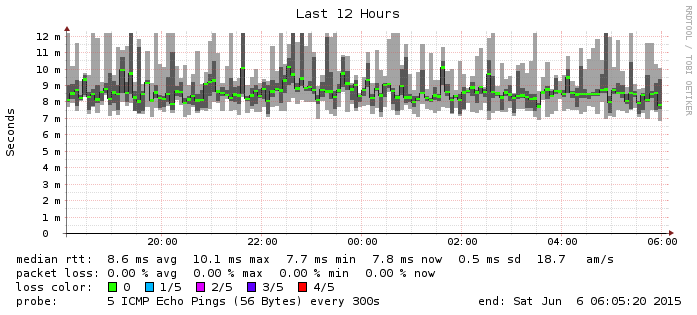 Last 12 Hours
RRDTOOL / TOBI OETIKER
Seconds
12 m
11 m
10 m
9 m
8 m
7 m
6 m
5 m
4 m
3 m
2 m
1 m
0
20:00 22:00 00:00 02:00 04:00 06:00
median rtt: 8.6 ms avg 10.1 ms max 7.7 ms min 7.8 ms now 0.5 ms sd 18.7 am/s
packet loss: 0.00 % avg 0.00 % max 0.00 % min 0.00 % now
loss color: 0 1/5 2/5 3/5 4/5
probe: 5 ICMP Echo Pings (56 Bytes) every 300s end: Sat Jun 6 06:05:20 2015